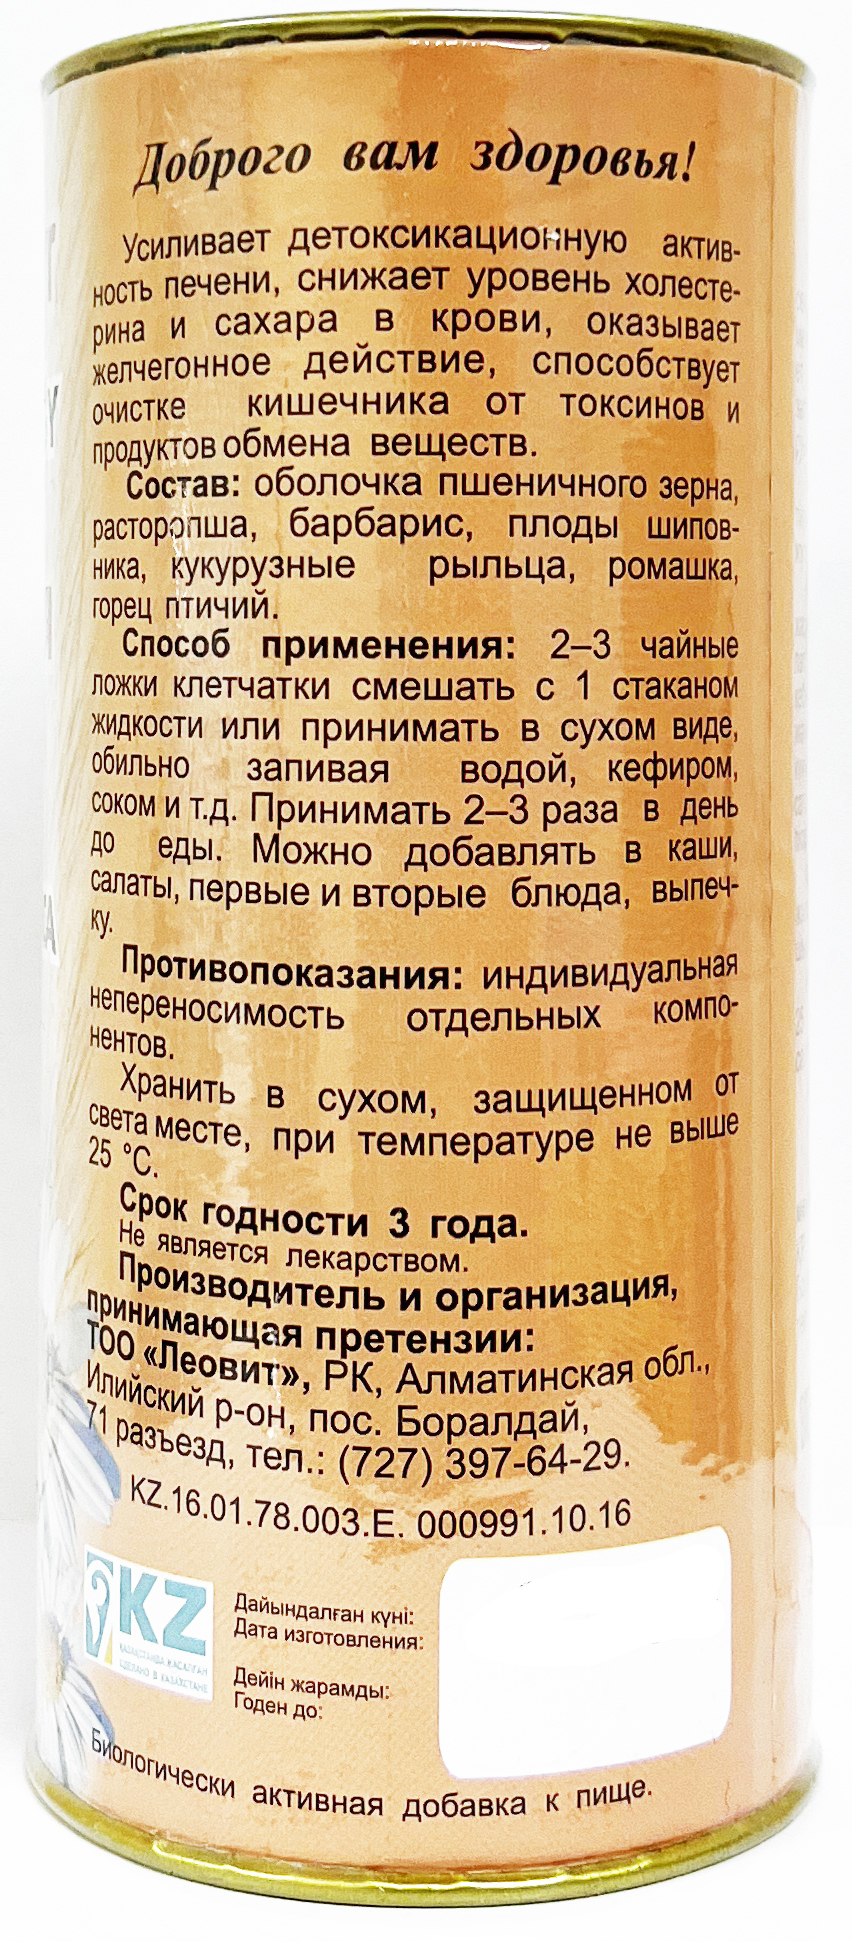 Доброго вам здоровья!
Усиливает детоксикационную актив-
ность печени, снижает уровень холесте-
рина и сахара в крови, оказывает
желчегонное действие, способствует
очистке кишечника от токсинов и
продуктов обмена веществ.
Состав: оболочка пшеничного зерна,
расторопша, барбарис, плоды шипов-
ника, кукурузные рыльца, ромашка,
горец птичий.
Способ применения: 2–3 чайные
ложки клетчатки смешать с 1 стаканом
жидкости или принимать в сухом виде,
обильно запивая водой, кефиром,
соком и т.д. Принимать 2–3 раза в день
до еды. Можно добавлять в каши,
салаты, первые и вторые блюда, выпеч-
ку.
Противопоказания: индивидуальная
непереносимость отдельных компо-
нентов.
Хранить в сухом, защищенном от
света месте, при температуре не выше
25 °С.
Срок годности 3 года.
Не является лекарством.
Производитель и организация,
принимающая претензии:
ТОО «Леовит», РК, Алматинская обл.,
Илийский р-он, пос. Боралдай,
71 разъезд, тел.: (727) 397-64-29.
KZ.16.01.78.003.E. 000991.10.16
KZ
ҚАЗАҚСТАНДА ЖАСАЛҒАН
СДЕЛАНО В КАЗАХСТАНЕ
Дайындалған күні:
Дата изготовления:
Дейін жарамды:
Годен до:
Биологически активная добавка к пище.